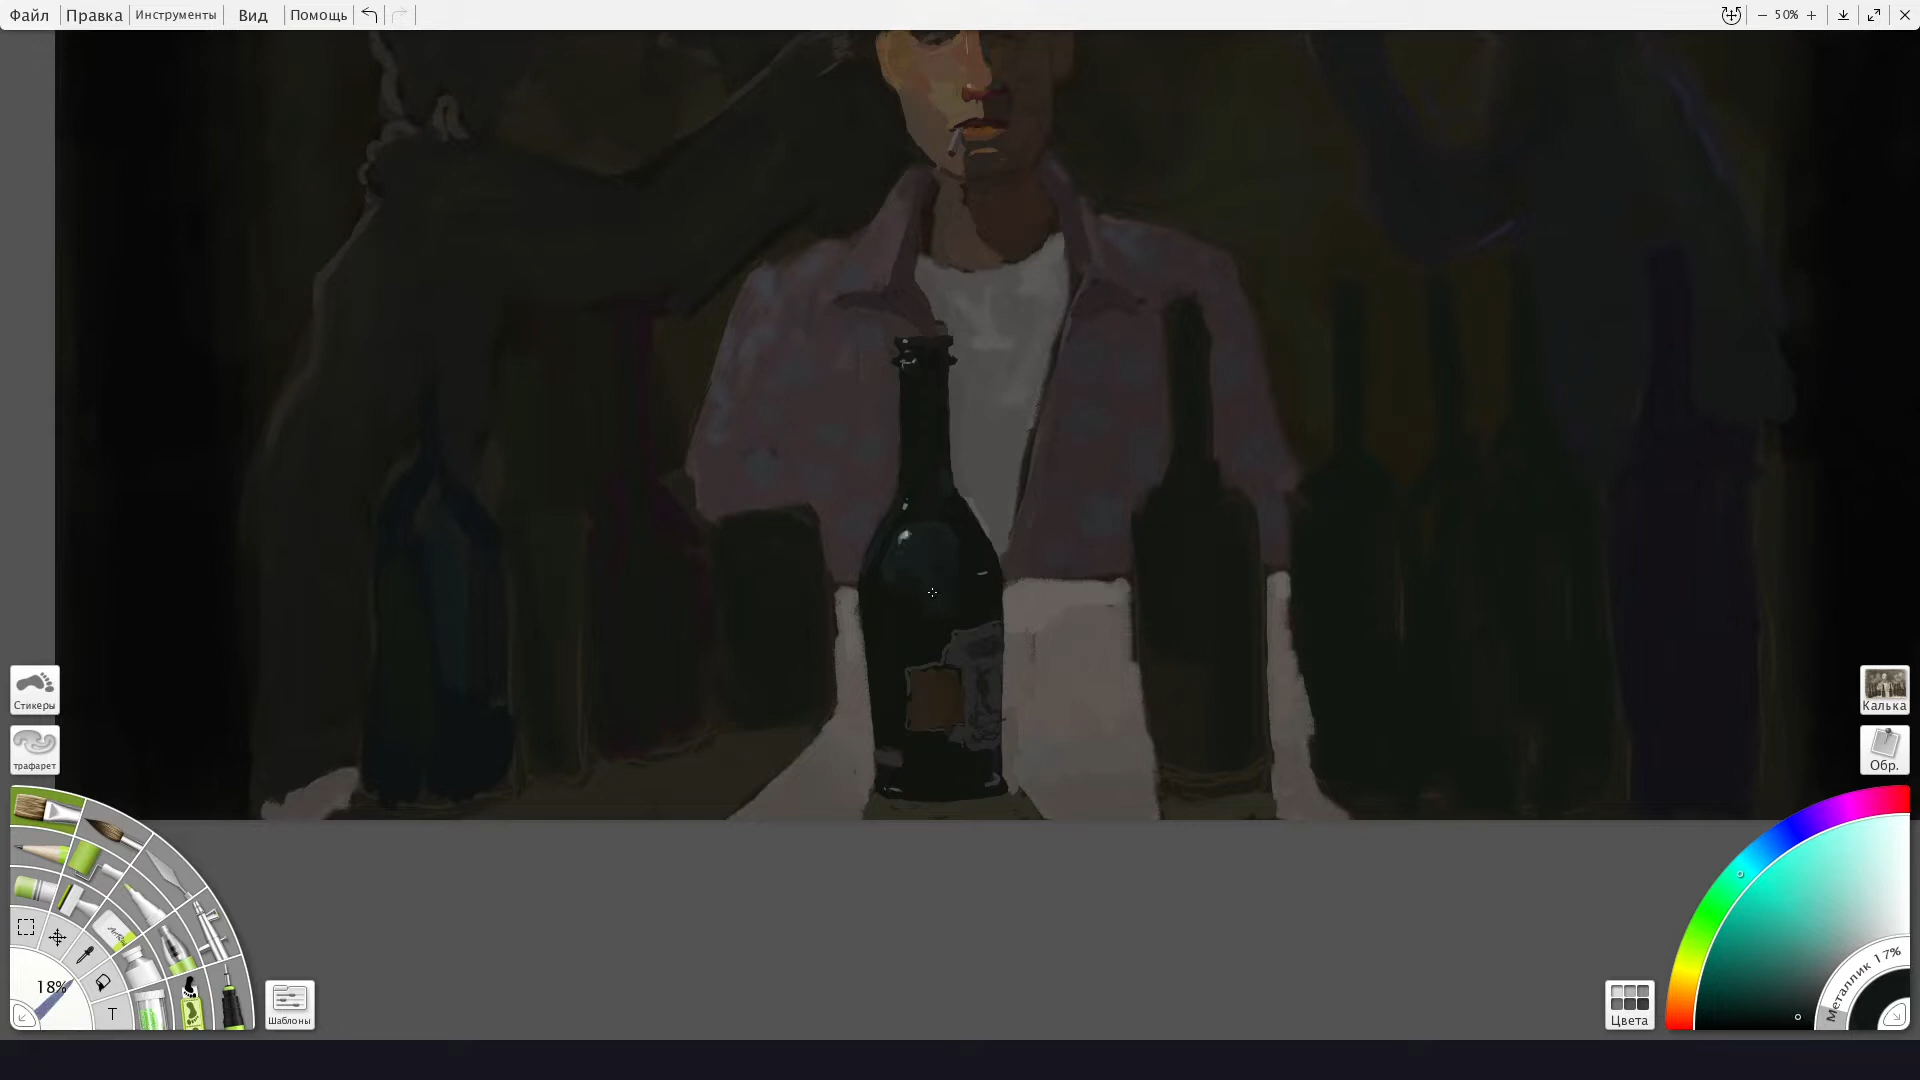 Файл Правка Инструменты Вид Помощь 50%
Стикеры
трафарет
Калька
Обр.
18%
T
Шаблоны
Цвета
Металлик 17%